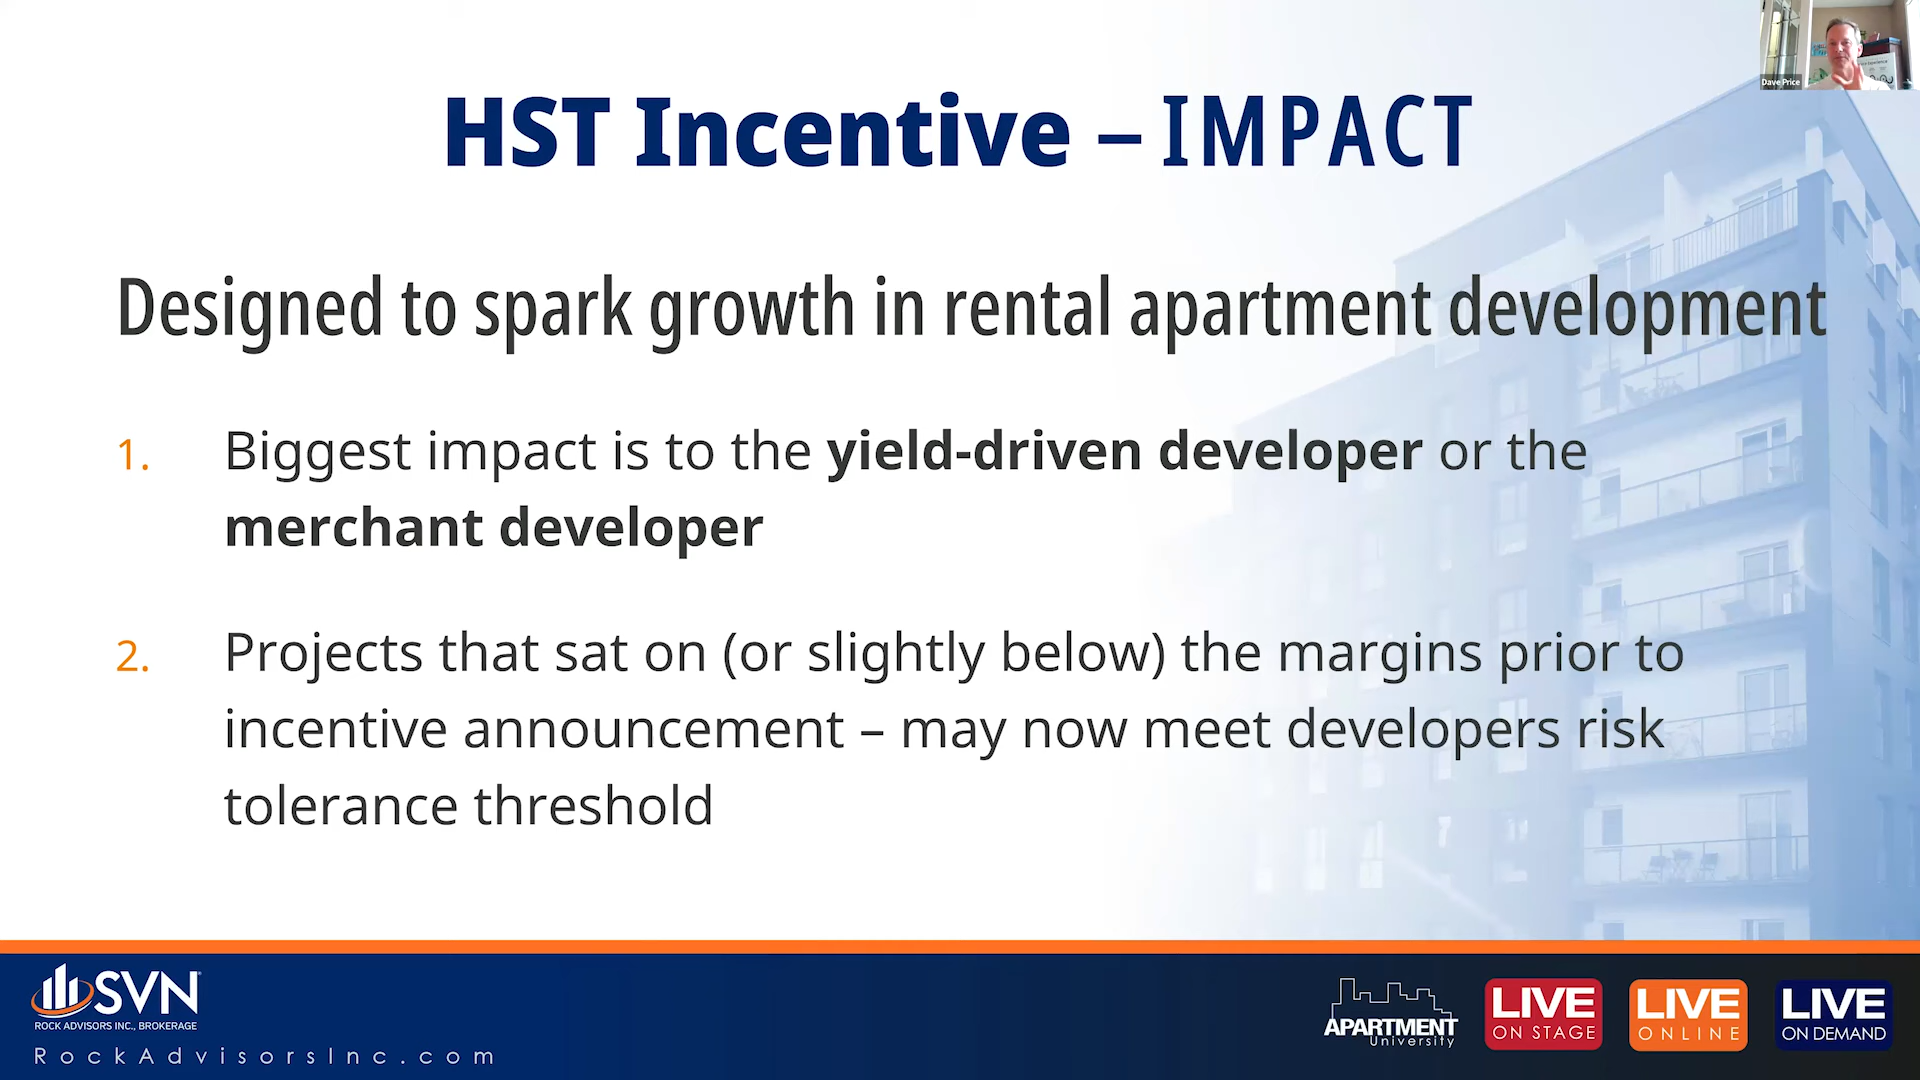 Dave Price
HST Incentive – IMPACT
Designed to spark growth in rental apartment development
1. Biggest impact is to the yield-driven developer or the
merchant developer
2. Projects that sat on (or slightly below) the margins prior to
incentive announcement – may now meet developers risk
tolerance threshold
SVN
ROCK ADVISORS INC., BROKERAGE
RockAdvisorsInc.com
APARTMENT
University
LIVE
ON STAGE
LIVE
ONLINE
LIVE
ON DEMAND